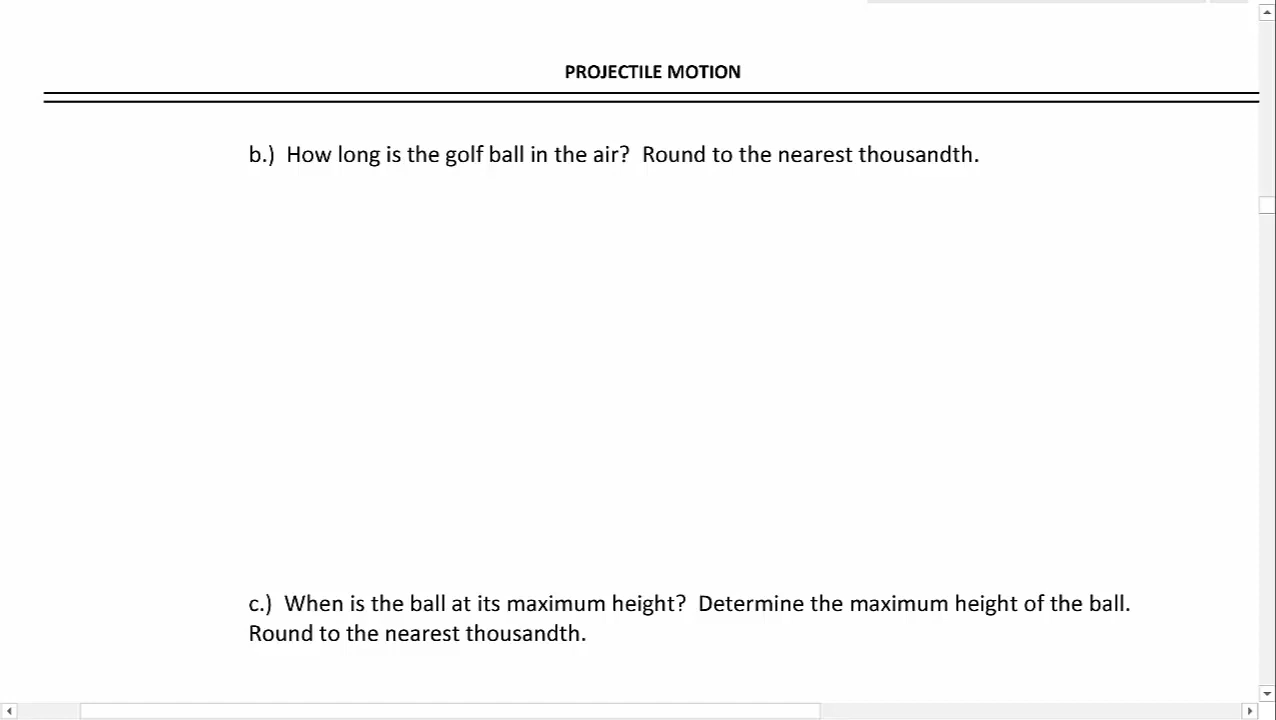 PROJECTILE MOTION
b.) How long is the golf ball in the air? Round to the nearest thousandth.
c.) When is the ball at its maximum height? Determine the maximum height of the ball.
Round to the nearest thousandth.